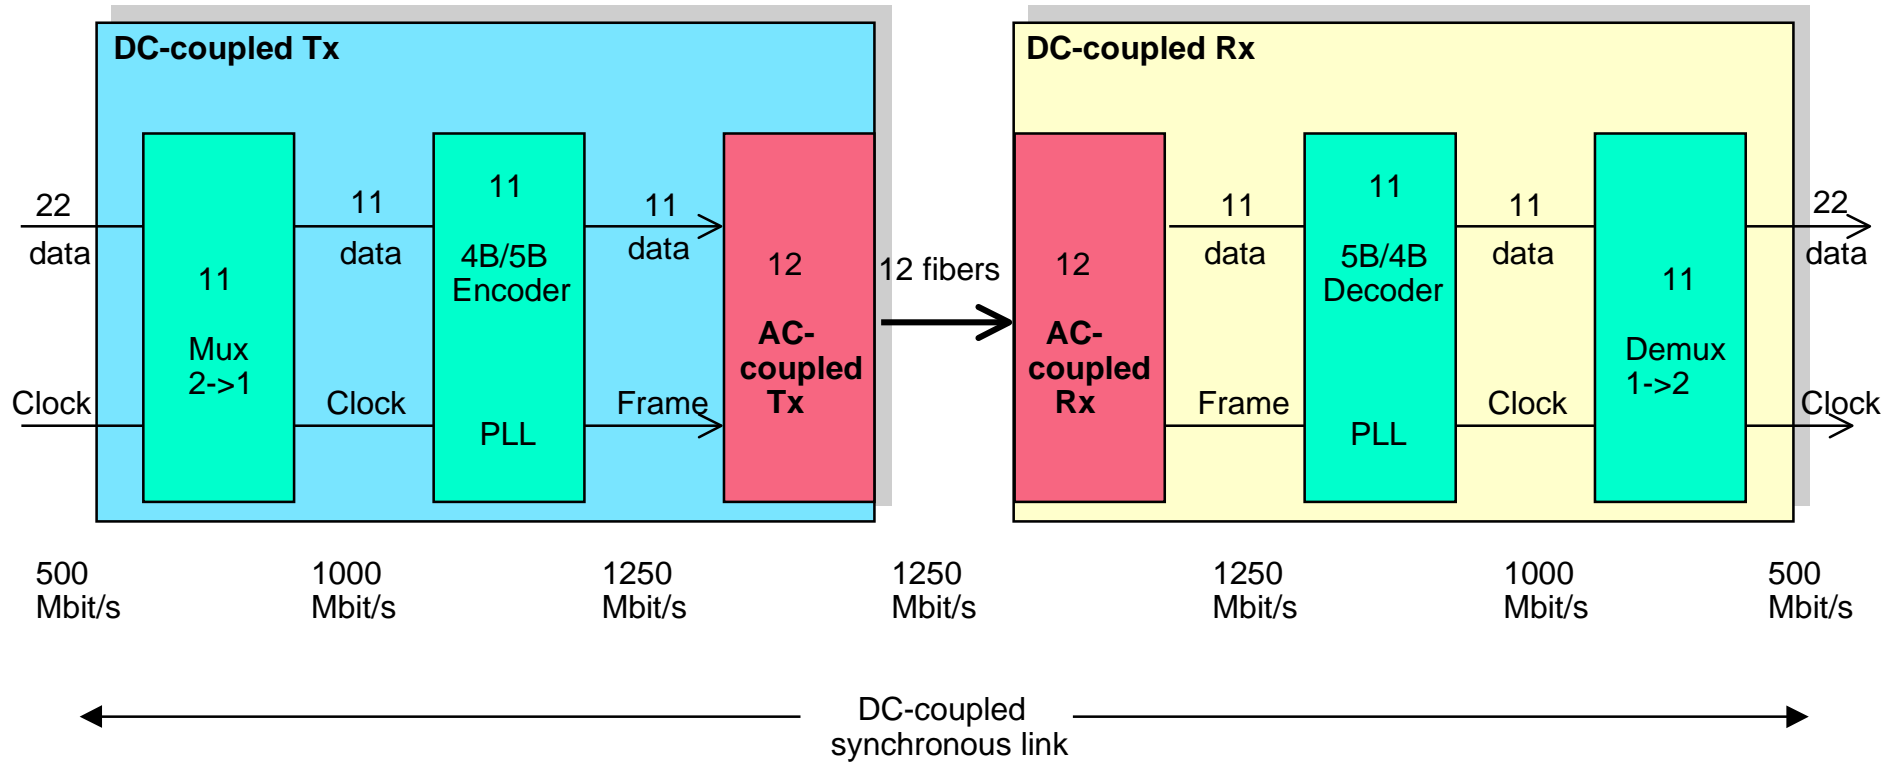 DC-coupled Tx
DC-coupled Rx
22
data
Clock
11
Mux
2->1
11
data
Clock
11
4B/5B
Encoder
PLL
11
data
Frame
12
AC-
coupled
Tx
12 fibers
12
AC-
coupled
Rx
11
data
Frame
11
5B/4B
Decoder
PLL
11
data
Clock
11
Demux
1->2
22
data
Clock
500
Mbit/s
1000
Mbit/s
1250
Mbit/s
1250
Mbit/s
1250
Mbit/s
1000
Mbit/s
500
Mbit/s
DC-coupled
synchronous link